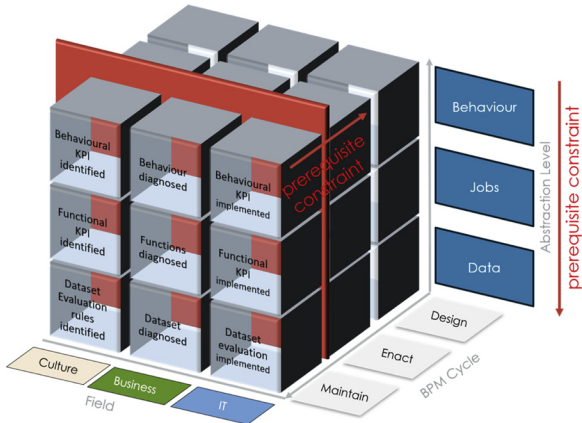 Behavioural
KPI
identified
Behaviour
diagnosed
Behavioural
KPI
implemented
Functional
KPI
identified
Functions
diagnosed
Functional
KPI
implemented
Dataset
Evaluation
rules
identified
Dataset
diagnosed
Dataset
evaluation
implemented
prerequisite
constraint
Behaviour
Jobs
Data
Abstraction Level
prerequisite constraint
Design
Enact
Maintain
BPM Cycle
Culture
Business
IT
Field